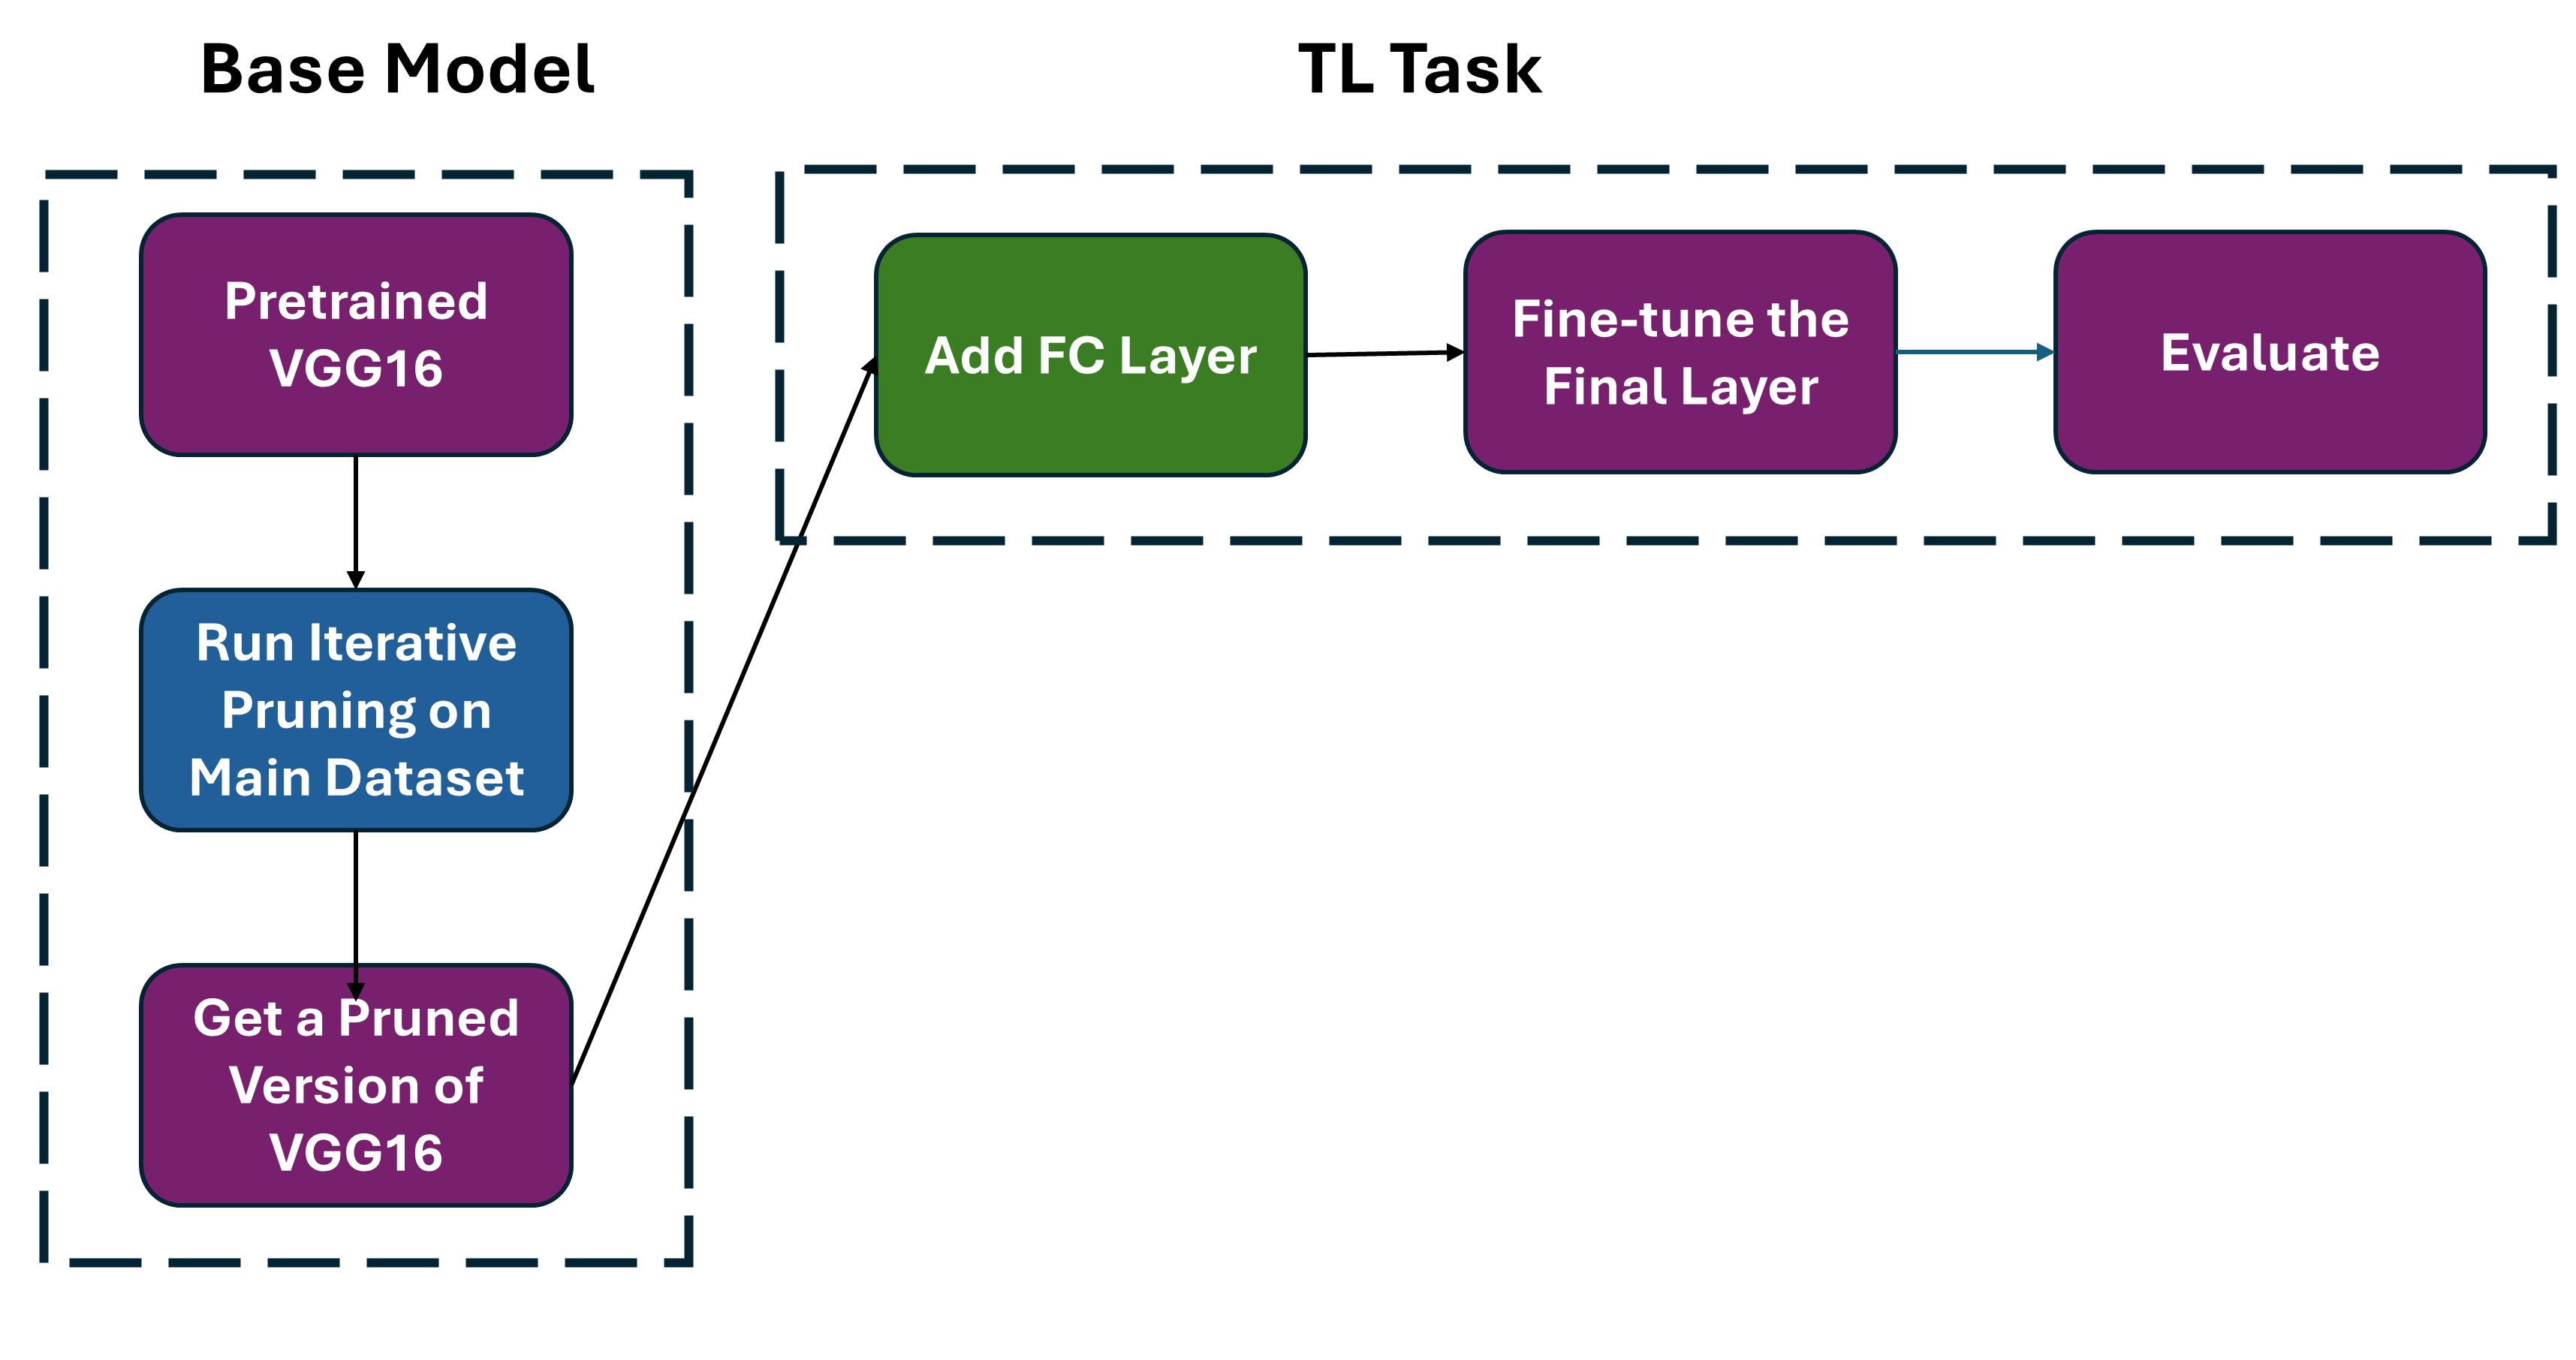 Base Model
TL Task
Pretrained
VGG16
Run Iterative
Pruning on
Main Dataset
Get a Pruned
Version of
VGG16
Add FC Layer
Fine-tune the
Final Layer
Evaluate